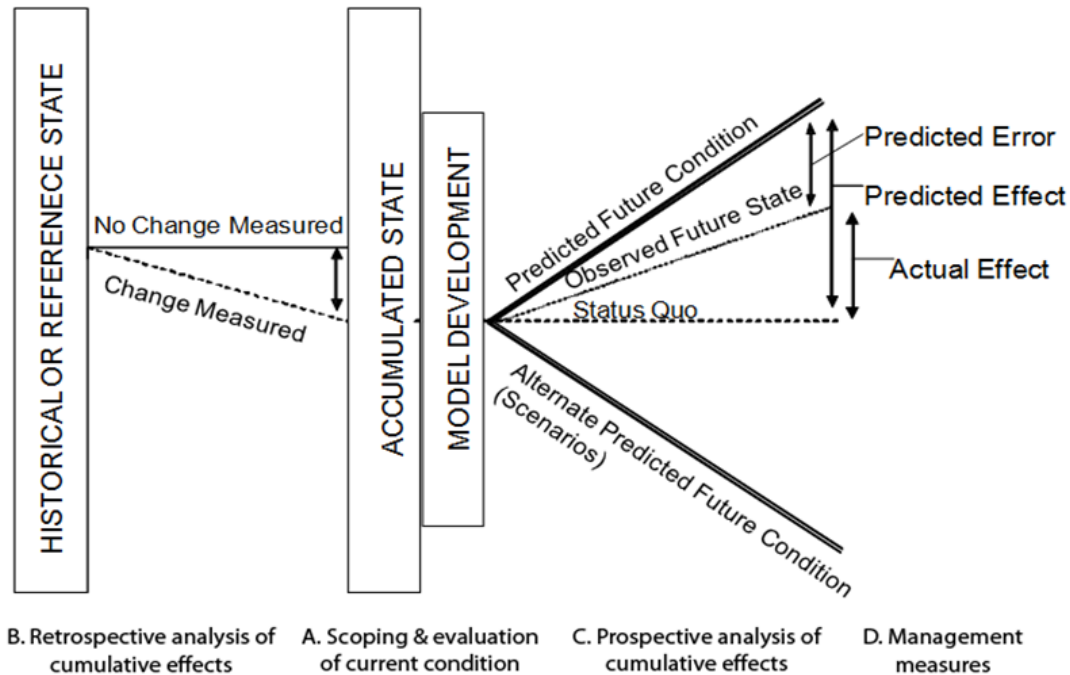 HISTORICAL OR REFERENECE STATE
No Change Measured
Change Measured
ACCUMULATED STATE
MODEL DEVELOPMENT
Predicted Future Condition
Observed Future State
Status Quo
Alternate Predicted Future Condition
(Scenarios)
Predicted Error
Predicted Effect
Actual Effect
B. Retrospective analysis of
cumulative effects
A. Scoping & evaluation
of current condition
C. Prospective analysis of
cumulative effects
D. Management
measures